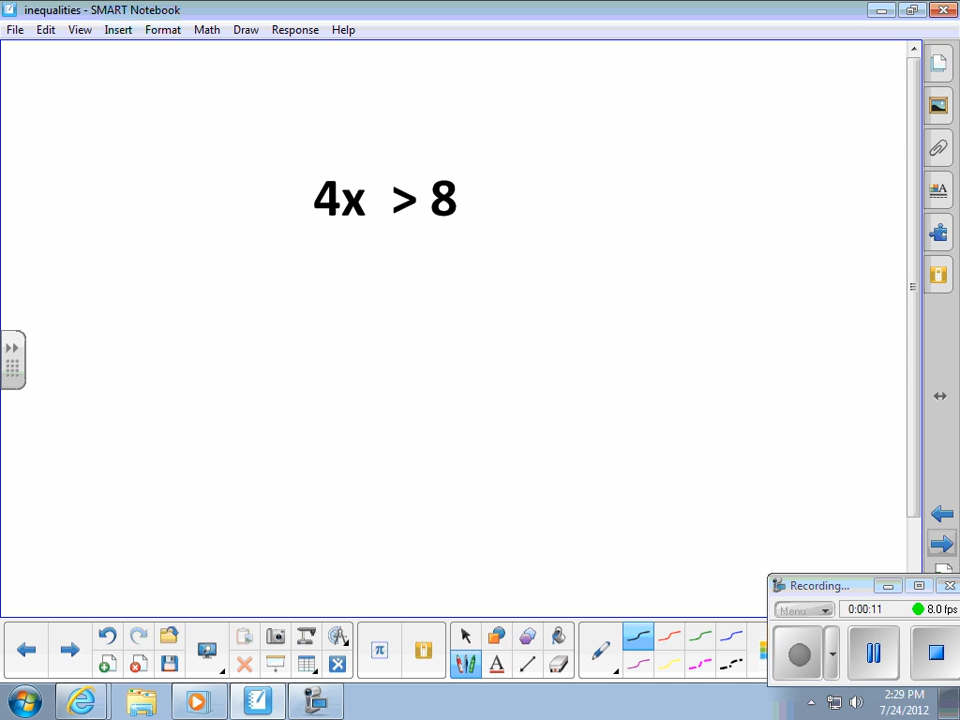 inequalities - SMART Notebook
File Edit View Insert Format Math Draw Response Help
4x > 8
Recording...
Menu 0:00:11 8.0 fps
π
A
2:29 PM
7/24/2012